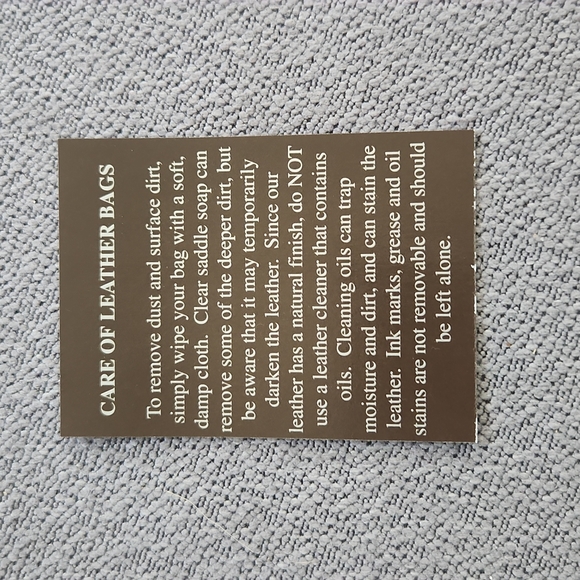 CARE OF LEATHER BAGS
To remove dust and surface dirt,
simply wipe your bag with a soft,
damp cloth. Clear saddle soap can
remove some of the deeper dirt, but
be aware that it may temporarily
darken the leather. Since our
leather has a natural finish, do NOT
use a leather cleaner that contains
oils. Cleaning oils can trap
moisture and dirt, and can stain the
leather. Ink marks, grease and oil
stains are not removable and should
be left alone.